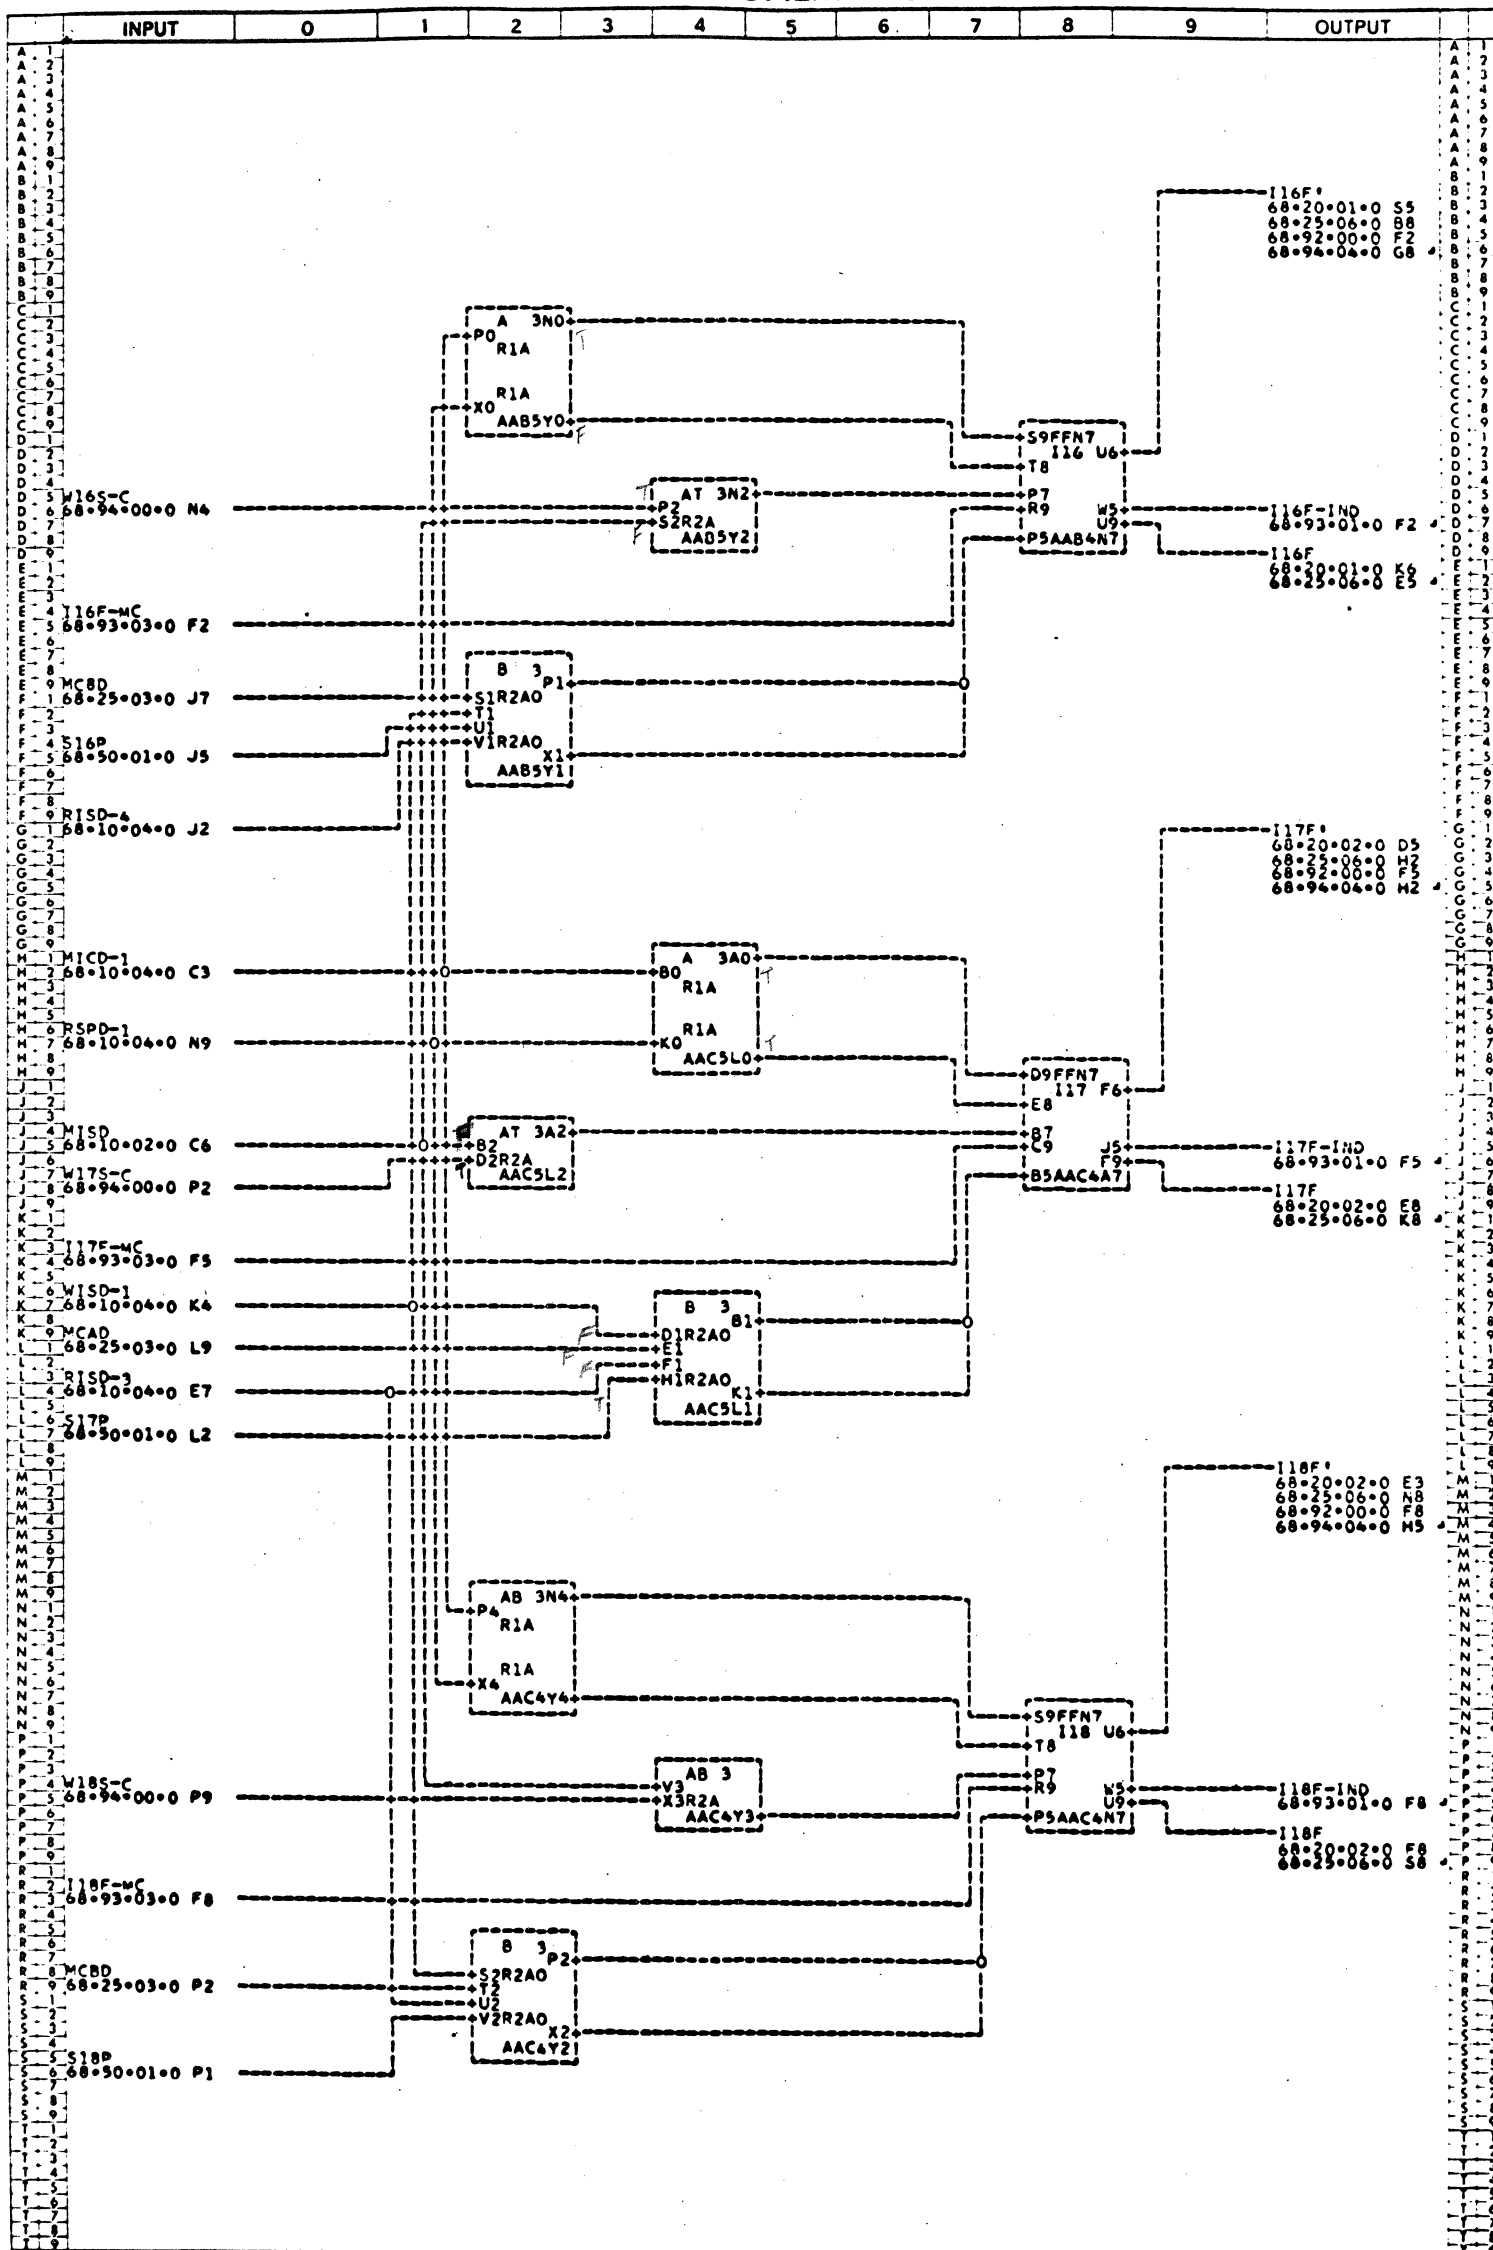 INPUT 0 1 2 3 4 5 6 7 8 9 OUTPUT
I16F'
68•20•01•0 S5
68•25•06•0 B8
68•92•00•0 F2
68•94•04•0 G8
A 3N0
P0
R1A
R1A
X0
AAB5Y0
S9FFN7
I16 U6
T8
W16S-C
68•94•00•0 N4
AT 3N2
P2
S2R2A
AAB5Y2
P7
R9
W5
U9
P5AAB4N7
I16F-IND
68•93•01•0 F2
I16F
68•20•01•0 K6
68•25•06•0 E5
I16F-MC
68•93•03•0 F2
B 3
P1
MCBD
68•25•03•0 J7
S1R2AO
T1
U1
V1R2AO
X1
AAB5Y1
S16P
68•50•01•0 J5
RISD-4
68•10•04•0 J2
I17F'
68•20•02•0 D5
68•25•06•0 H2
68•92•00•0 F5
68•94•04•0 H2
MICD-1
68•10•04•0 C3
A 3A0
B0
R1A
R1A
K0
AAC5L0
RSPD-1
68•10•04•0 N9
D9FFN7
I17 F6
E8
MISD
68•10•02•0 C6
AT 3A2
B2
D2R2A
AAC5L2
B7
C9
J5
F9
B5AAC4A7
W17S-C
68•94•00•0 P2
I17F-IND
68•93•01•0 F5
I17F
68•20•02•0 E8
68•25•06•0 K8
I17F-MC
68•93•03•0 F5
WISD-1
68•10•04•0 K4
B 3
B1
D1R2AO
E1
F1
H1R2AO
K1
AAC5L1
MCAD
68•25•03•0 L9
RISD-3
68•10•04•0 E7
S17P
68•50•01•0 L2
I18F'
68•20•02•0 E3
68•25•06•0 N8
68•92•00•0 F8
68•94•04•0 H5
AB 3N4
P4
R1A
R1A
X4
AAC4Y4
S9FFN7
I18 U6
T8
W18S-C
68•94•00•0 P9
AB 3
V3
X3R2A
AAC4Y3
P7
R9
W5
U9
P5AAC4N7
I18F-IND
68•93•01•0 F8
I18F
68•20•02•0 F8
68•25•06•0 S8
I18F-MC
68•93•03•0 F8
B 3
P2
MCBD
68•25•03•0 P2
S2R2AO
T2
U2
V2R2AO
X2
AAC4Y2
S18P
68•50•01•0 P1